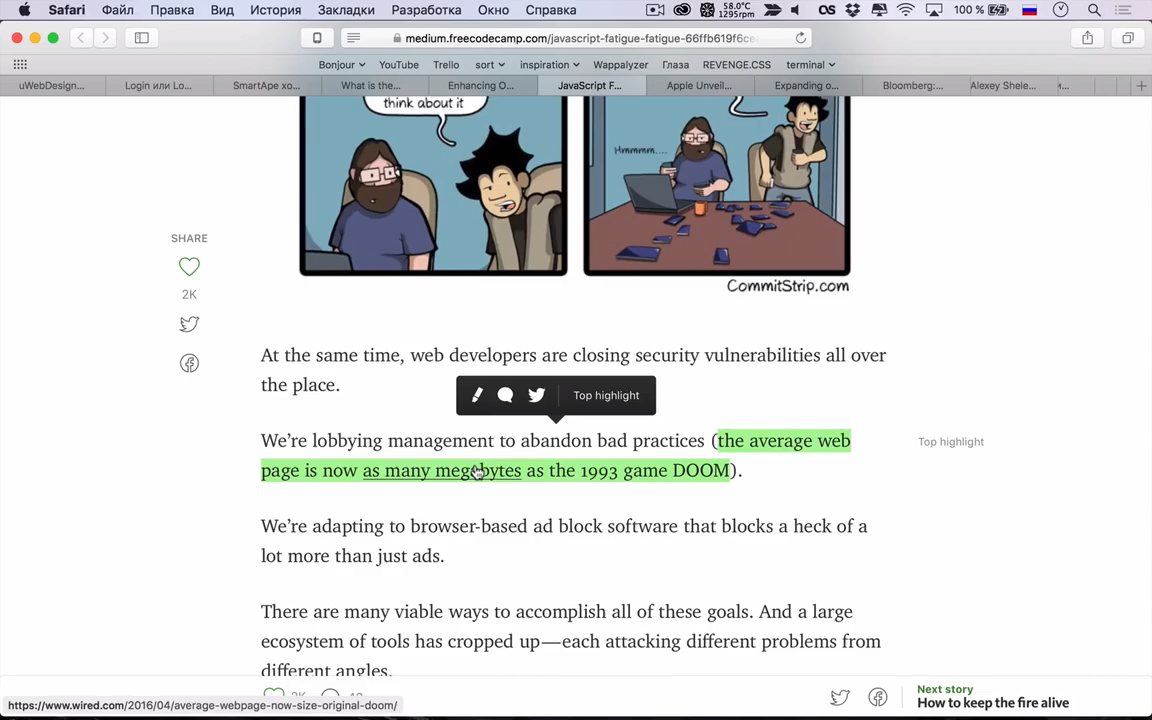 Safari Файл Правка Вид История Закладки Разработка Окно Справка OS 58.0°C 1295rpm 100 %
medium.freecodecamp.com/javascript-fatigue-fatigue-66ffb619f6ce
Bonjour YouTube Trello sort inspiration Wappalyzer Глаза REVENGE.CSS terminal
uWebDesign... Login или Lo... SmartApe хо... What is the... Enhancing O... JavaScript F... Apple Unveil... Expanding o... Bloomberg:... Alexey Shele... и...
think about it
Hmmmm....
CommitStrip.com
SHARE
2K
At the same time, web developers are closing security vulnerabilities all over
the place.
Top highlight
We’re lobbying management to abandon bad practices (the average web
Top highlight
page is now as many megabytes as the 1993 game DOOM).
We’re adapting to browser-based ad block software that blocks a heck of a
lot more than just ads.
There are many viable ways to accomplish all of these goals. And a large
ecosystem of tools has cropped up—each attacking different problems from
different angles.
2K
Next story
How to keep the fire alive
https://www.wired.com/2016/04/average-webpage-now-size-original-doom/